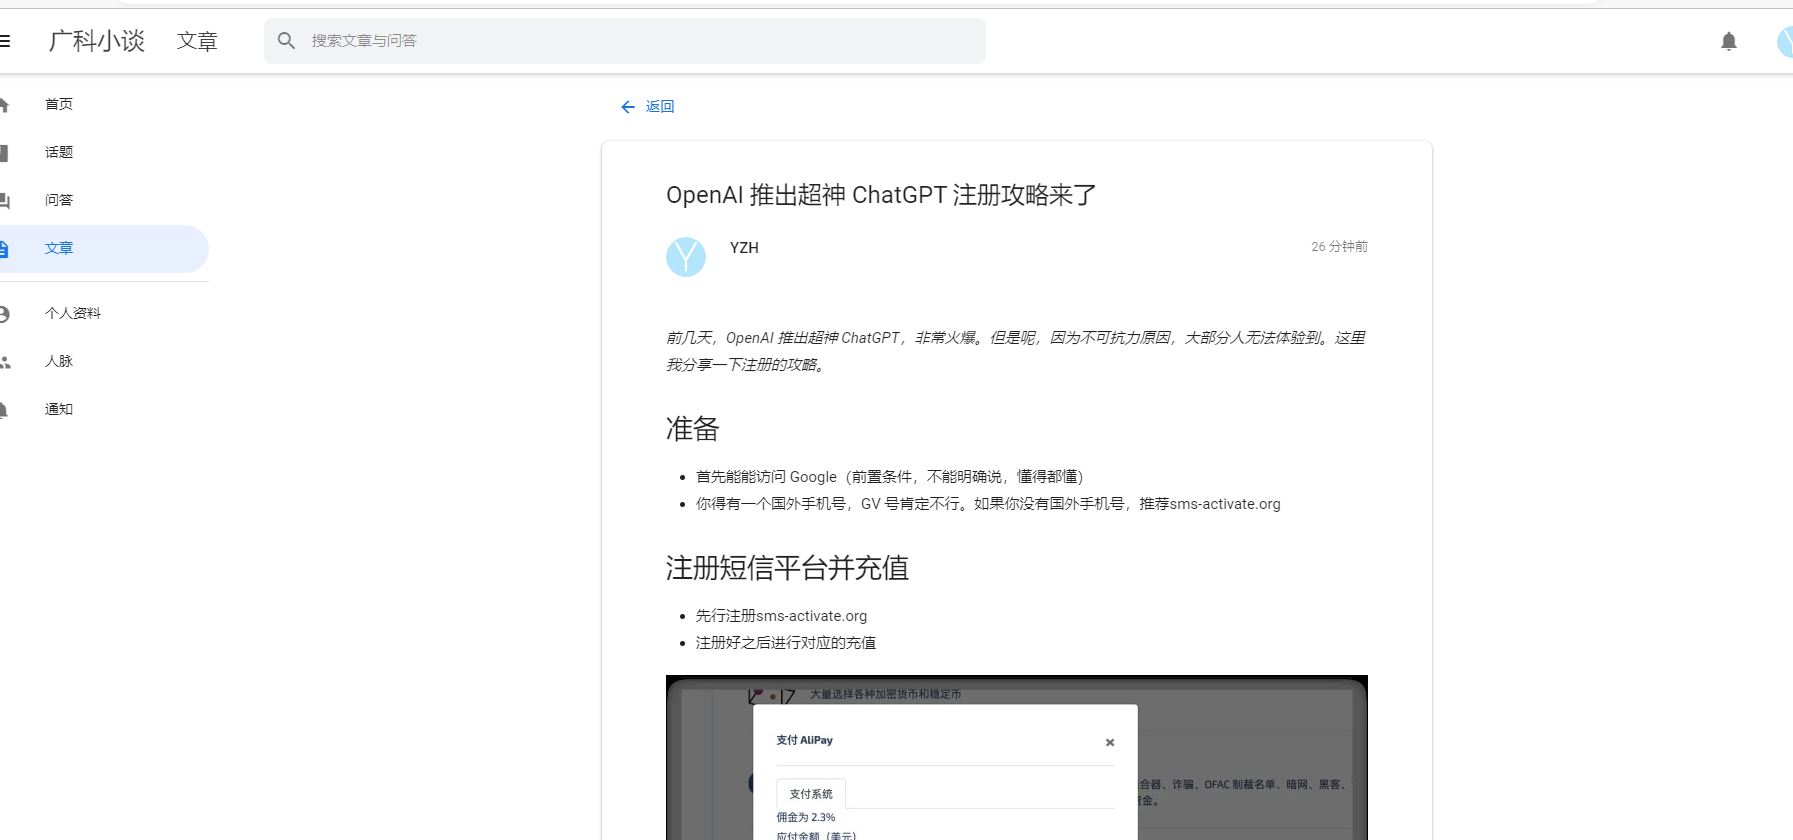 广科小谈 文章 搜索文章与问答
首页
话题
问答
文章
个人资料
人脉
通知
返回
OpenAI 推出超神 ChatGPT 注册攻略来了
Y YZH 26 分钟前
前几天，OpenAI 推出超神 ChatGPT，非常火爆。但是呢，因为不可抗力原因，大部分人无法体验到。这里
我分享一下注册的攻略。
准备
首先能能访问 Google（前置条件，不能明确说，懂得都懂）
你得有一个国外手机号，GV 号肯定不行。如果你没有国外手机号，推荐sms-activate.org
注册短信平台并充值
先行注册sms-activate.org
注册好之后进行对应的充值
大量选择各种加密货币和稳定币
支付 AliPay
支付系统
合器、诈骗、OFAC 制裁名单、暗网、黑客、
资金。
佣金为 2.3%
应付金额（美元）